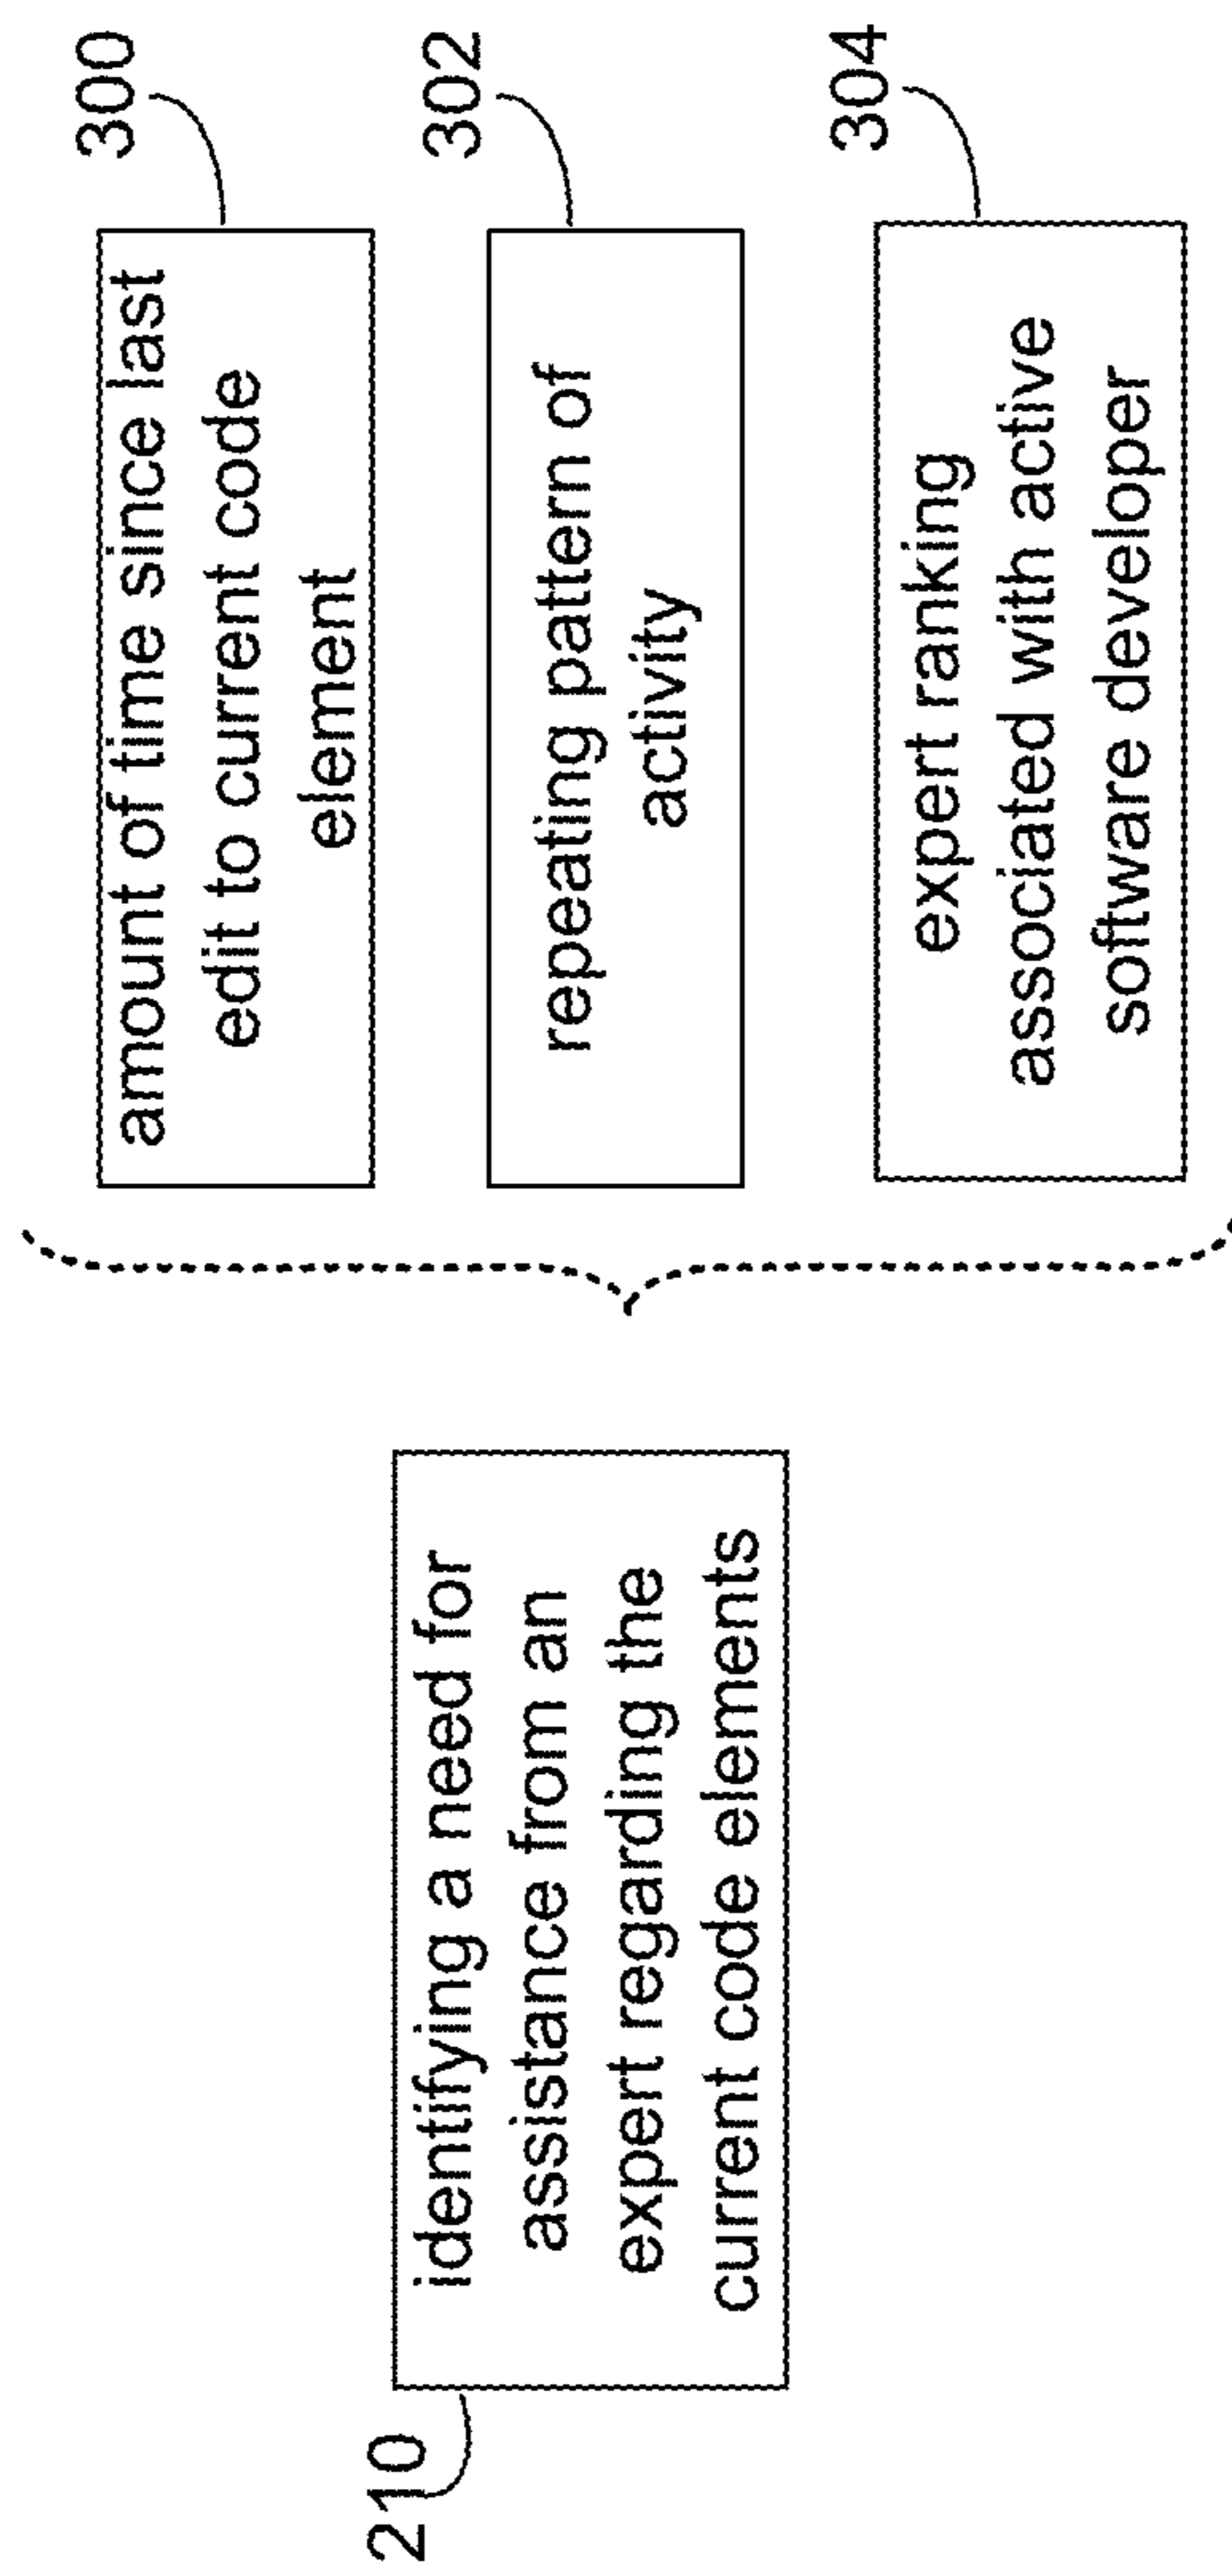 210
identifying a need for
assistance from an
expert regarding the
current code elements
300
amount of time since last
edit to current code
element
302
repeating pattern of
activity
304
expert ranking
associated with active
software developer